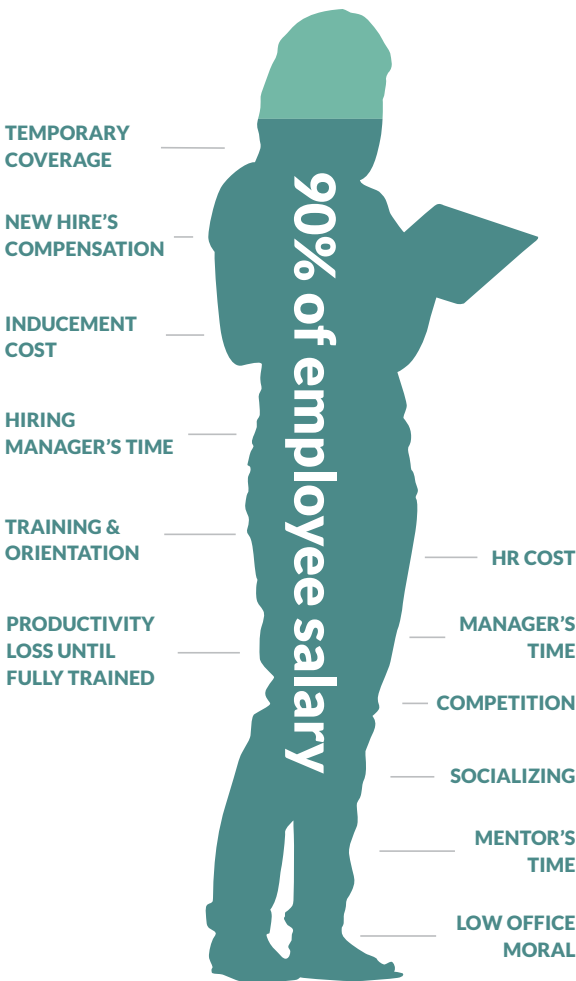 TEMPORARY
COVERAGE
NEW HIRE'S
COMPENSATION
INDUCEMENT
COST
HIRING
MANAGER'S TIME
TRAINING &
ORIENTATION
PRODUCTIVITY
LOSS UNTIL
FULLY TRAINED
90% of employee salary
HR COST
MANAGER'S
TIME
COMPETITION
SOCIALIZING
MENTOR'S
TIME
LOW OFFICE
MORAL